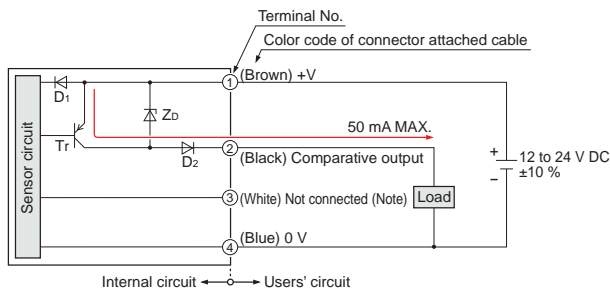 Terminal No.
Color code of connector attached cable
1 (Brown) +V
D1
ZD
50 mA MAX.
Tr
D2
2 (Black) Comparative output
+ 12 to 24 V DC
− ±10 %
Sensor circuit
3 (White) Not connected (Note)
Load
4 (Blue) 0 V
Internal circuit
Users' circuit